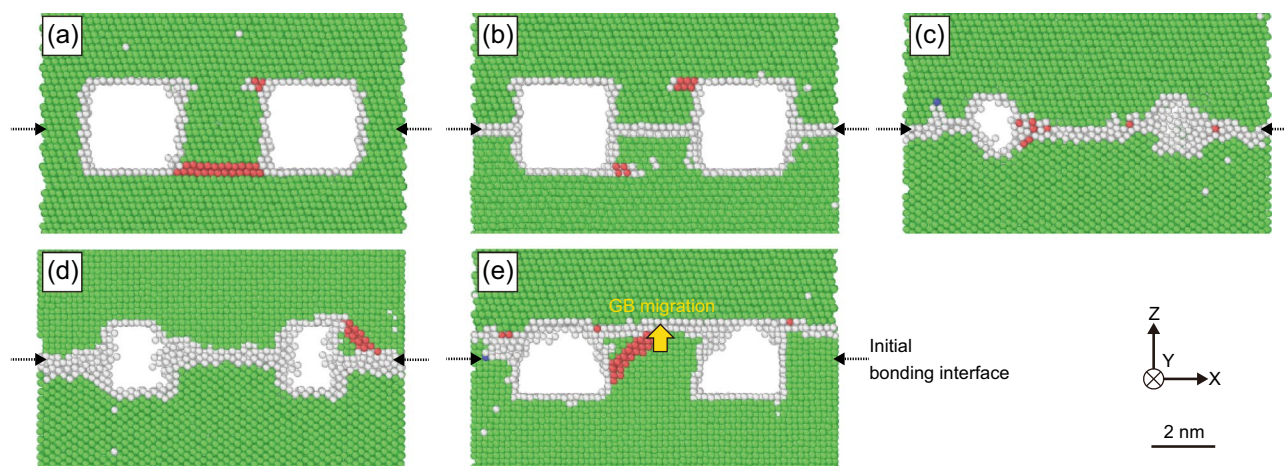 (a)
(b)
(c)
(d)
(e)
GB migration
Initial
bonding interface
Z
Y
X
2 nm